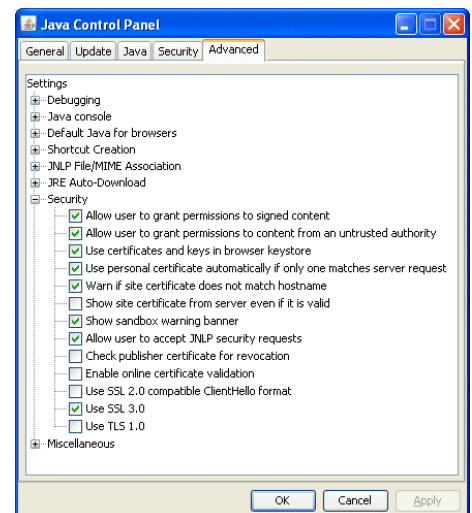 Java Control Panel
General Update Java Security Advanced
Settings
Debugging
Java console
Default Java for browsers
Shortcut Creation
JNLP File/MIME Association
JRE Auto-Download
Security
Allow user to grant permissions to signed content
Allow user to grant permissions to content from an untrusted authority
Use certificates and keys in browser keystore
Use personal certificate automatically if only one matches server request
Warn if site certificate does not match hostname
Show site certificate from server even if it is valid
Show sandbox warning banner
Allow user to accept JNLP security requests
Check publisher certificate for revocation
Enable online certificate validation
Use SSL 2.0 compatible ClientHello format
Use SSL 3.0
Use TLS 1.0
Miscellaneous
OK Cancel Apply